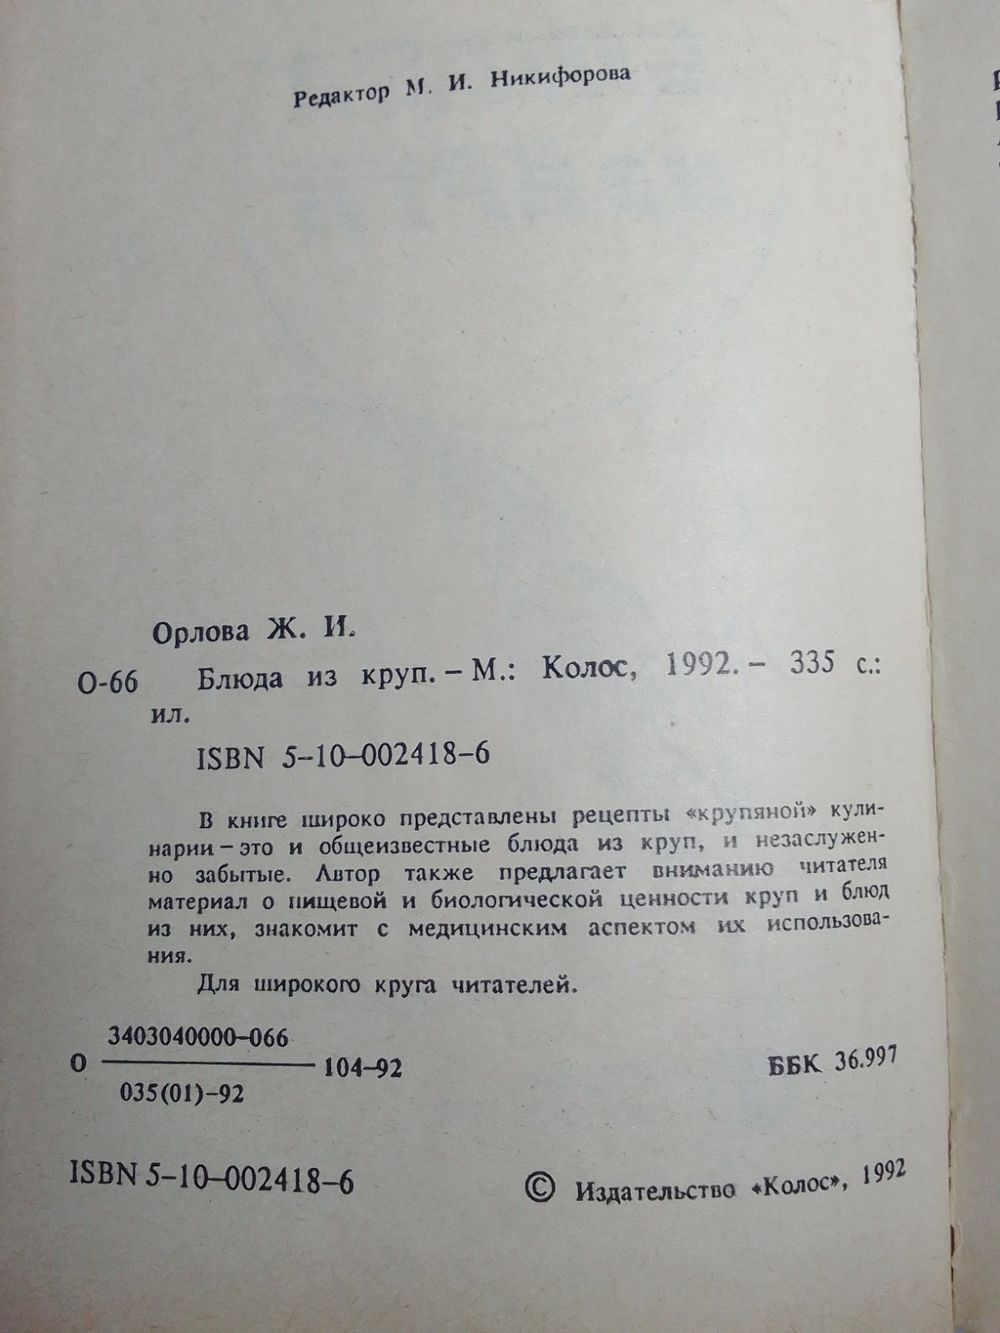 Редактор М. И. Никифорова
Орлова Ж. И.
О-66 Блюда из круп. – М.: Колос, 1992. – 335 с.:
ил.
ISBN 5–10–002418–6
В книге широко представлены рецепты «крупяной» кули-
нарии – это и общеизвестные блюда из круп, и незаслужен-
но забытые. Автор также предлагает вниманию читателя
материал о пищевой и биологической ценности круп и блюд
из них, знакомит с медицинским аспектом их использова-
ния.
Для широкого круга читателей.
3403040000–066
О 104–92
035(01)–92
ББК 36.997
ISBN 5–10–002418–6
© Издательство «Колос», 1992